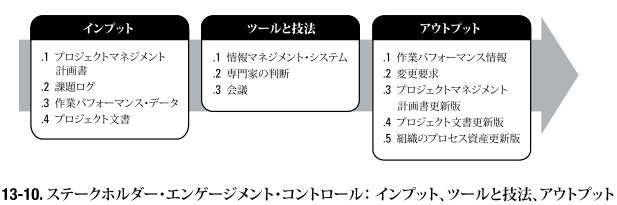 インプット
.1 プロジェクトマネジメント
計画書
.2 課題ログ
.3 作業パフォーマンス・データ
.4 プロジェクト文書
ツールと技法
.1 情報マネジメント・システム
.2 専門家の判断
.3 会議
アウトプット
.1 作業パフォーマンス情報
.2 変更要求
.3 プロジェクトマネジメント
計画書更新版
.4 プロジェクト文書更新版
.5 組織のプロセス資産更新版
13-10. ステークホルダー・エンゲージメント・コントロール： インプット、ツールと技法、アウトプット